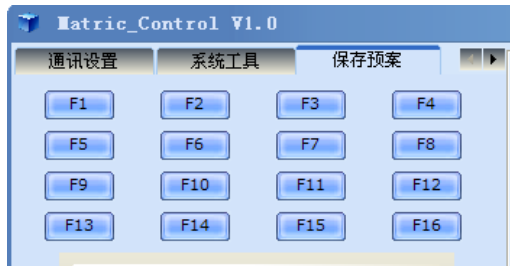 Matric_Control V1.0
通讯设置 系统工具 保存预案
F1 F2 F3 F4
F5 F6 F7 F8
F9 F10 F11 F12
F13 F14 F15 F16